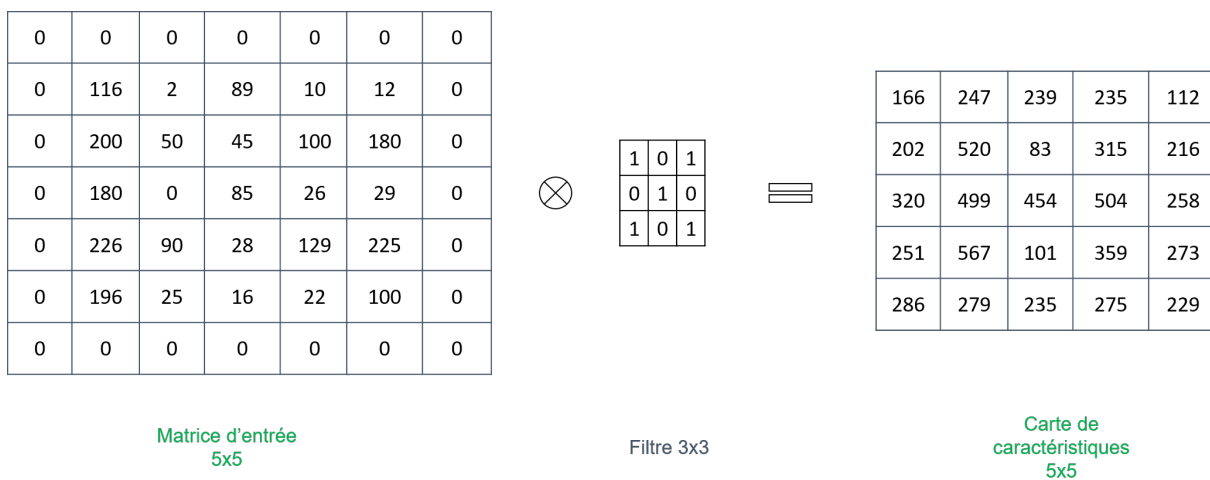 0 0 0 0 0 0 0
0 116 2 89 10 12 0
0 200 50 45 100 180 0
0 180 0 85 26 29 0
0 226 90 28 129 225 0
0 196 25 16 22 100 0
0 0 0 0 0 0 0
1 0 1
0 1 0
1 0 1
166 247 239 235 112
202 520 83 315 216
320 499 454 504 258
251 567 101 359 273
286 279 235 275 229
Matrice d’entrée
5x5
Filtre 3x3
Carte de
caractéristiques
5x5